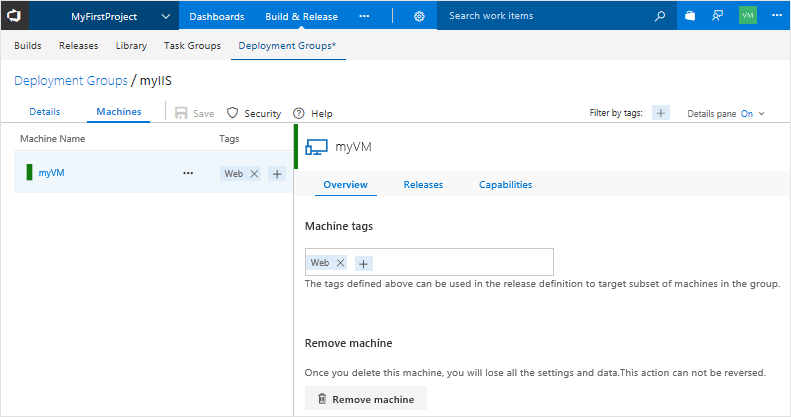 MyFirstProject Dashboards Build & Release ••• Search work items VM •••
Builds Releases Library Task Groups Deployment Groups*
Deployment Groups / myIIS
Details Machines Save Security Help Filter by tags: + Details pane On
Machine Name Tags
myVM ••• Web × +
myVM
Overview Releases Capabilities
Machine tags
Web × +
The tags defined above can be used in the release definition to target subset of machines in the group.
Remove machine
Once you delete this machine, you will lose all the settings and data.This action can not be reversed.
Remove machine